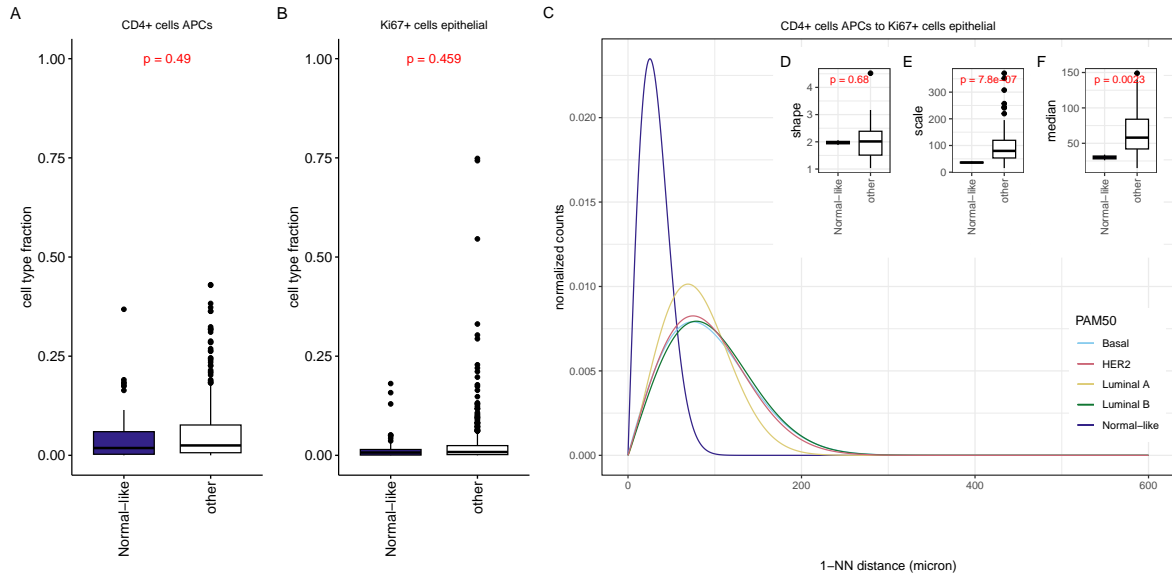 A
CD4+ cells APCs
p = 0.49
cell type fraction
1.00
0.75
0.50
0.25
0.00
Normal−like
other
B
Ki67+ cells epithelial
p = 0.459
cell type fraction
1.00
0.75
0.50
0.25
0.00
Normal−like
other
C
CD4+ cells APCs to Ki67+ cells epithelial
normalized counts
0.020
0.015
0.010
0.005
0.000
0
200
400
600
1−NN distance (micron)
D
p = 0.68
shape
4
3
2
1
Normal−like
other
E
p = 7.8e−07
scale
300
200
100
0
Normal−like
other
F
p = 0.0023
median
150
100
50
Normal−like
other
PAM50
Basal
HER2
Luminal A
Luminal B
Normal−like